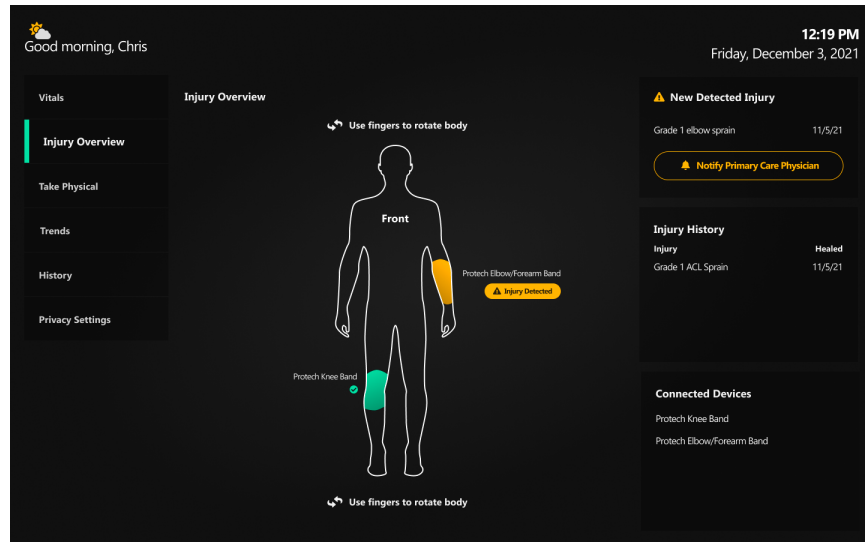 Good morning, Chris
12:19 PM
Friday, December 3, 2021
Vitals
Injury Overview
Take Physical
Trends
History
Privacy Settings
Injury Overview
Use fingers to rotate body
Front
Protech Elbow/Forearm Band
Injury Detected
Protech Knee Band
Use fingers to rotate body
New Detected Injury
Grade 1 elbow sprain 11/5/21
Notify Primary Care Physician
Injury History
Injury Healed
Grade 1 ACL Sprain 11/5/21
Connected Devices
Protech Knee Band
Protech Elbow/Forearm Band